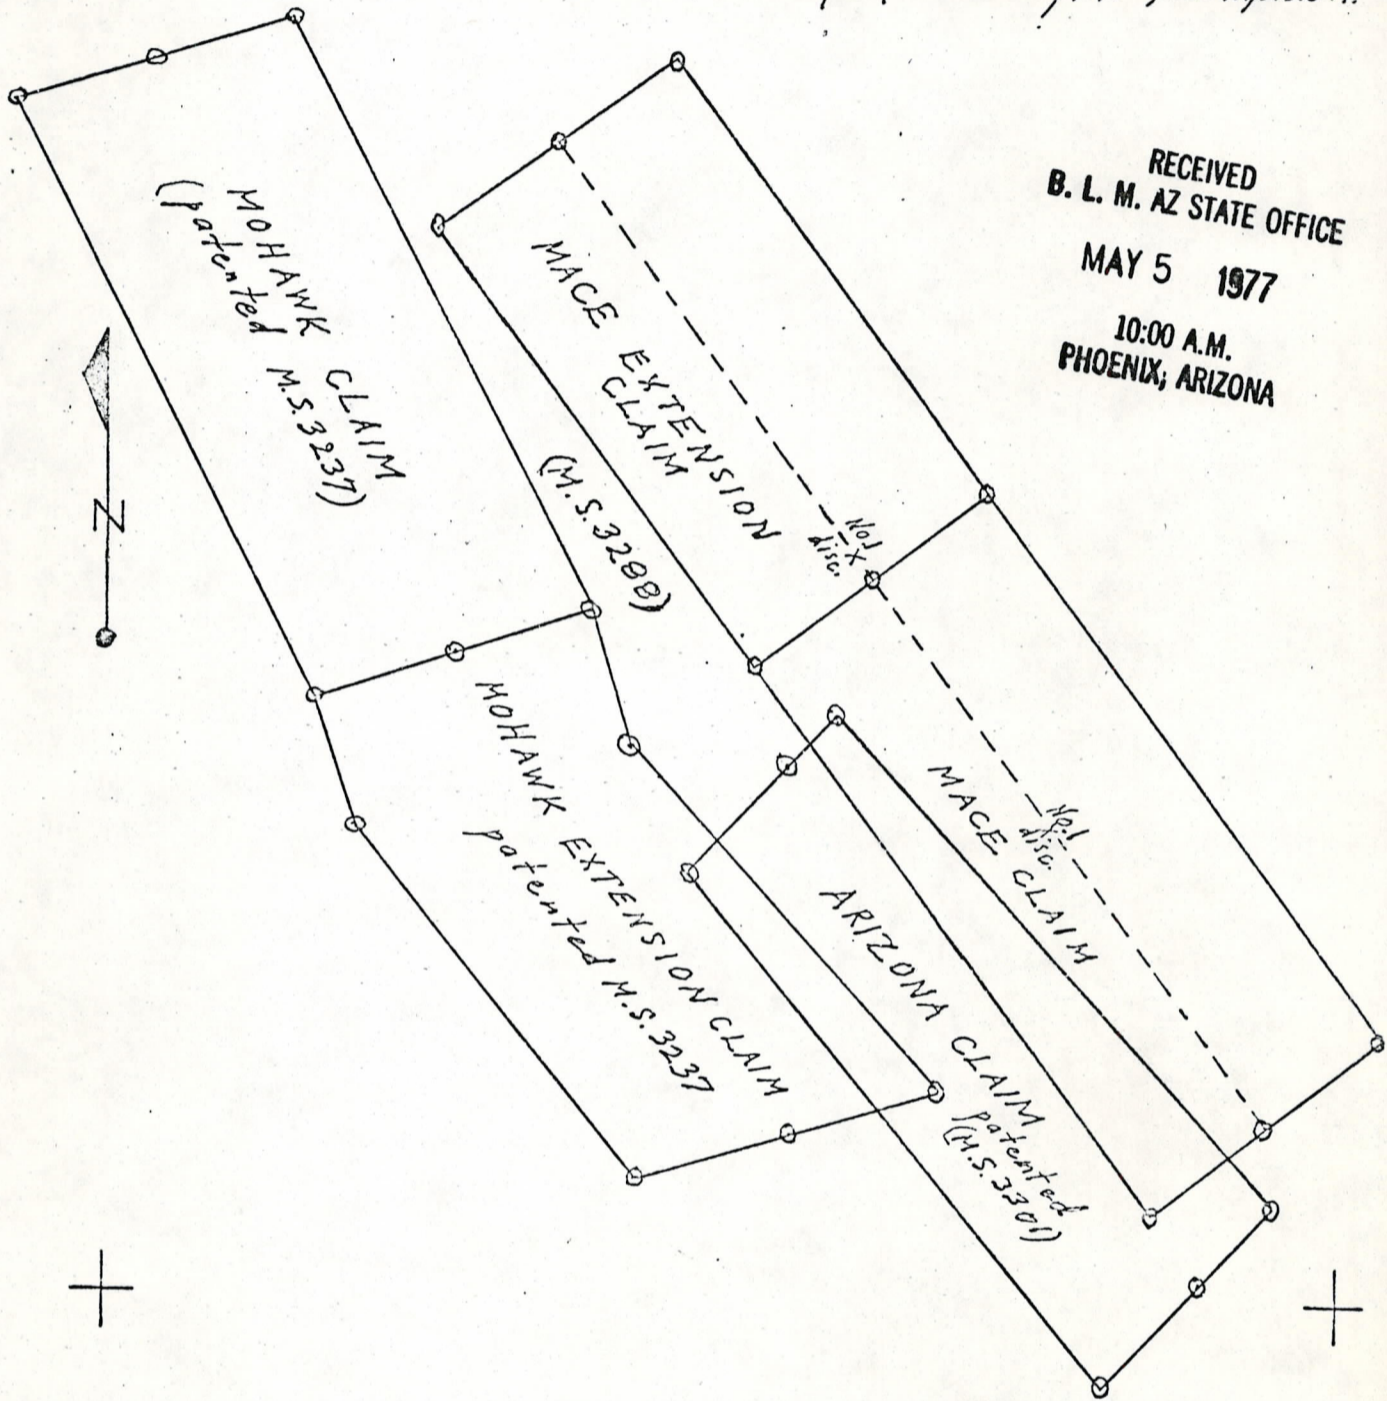 RECEIVED
B. L. M. AZ STATE OFFICE
MAY 5 1977
10:00 A.M.
PHOENIX, ARIZONA
MOHAWK CLAIM
(patented M.S.3237)
N
MACE EXTENSION
CLAIM
(M.S.3288)
No.1
X
disc.
MOHAWK EXTENSION CLAIM
patented M.S.3237
MACE CLAIM
No.1
disc.
ARIZONA CLAIM
patented
(M.S.3301)